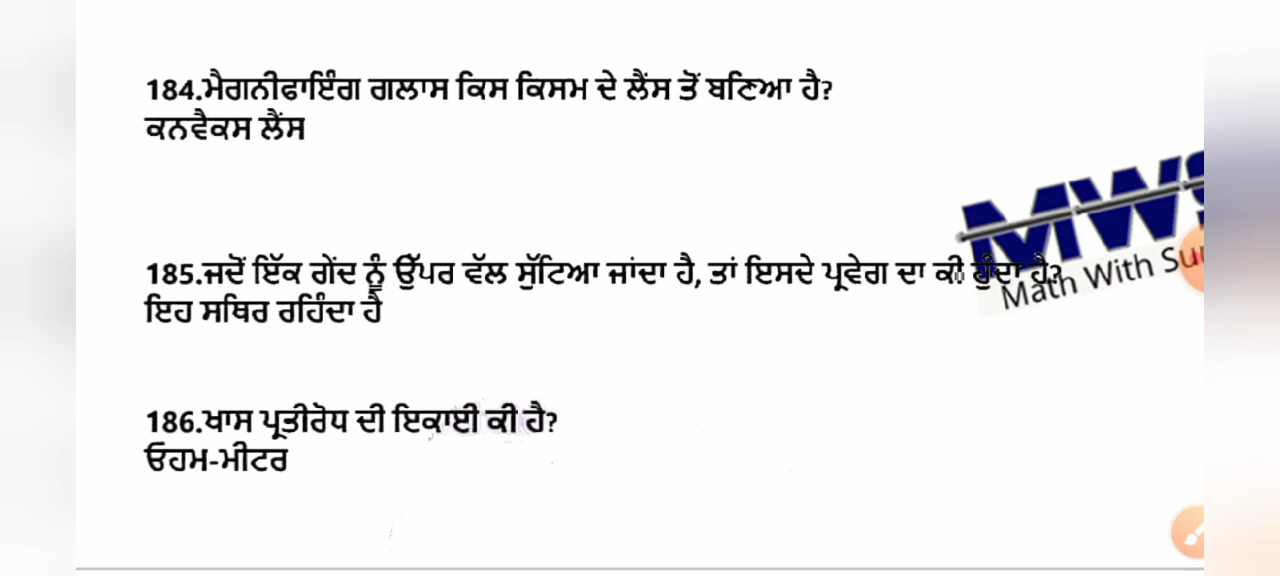 184.ਮੈਗਨੀਫਾਇੰਗ ਗਲਾਸ ਕਿਸ ਕਿਸਮ ਦੇ ਲੈਂਸ ਤੋਂ ਬਣਿਆ ਹੈ?
ਕਨਵੈਕਸ ਲੈਂਸ
MWS
185.ਜਦੋਂ ਇੱਕ ਗੇਂਦ ਨੂੰ ਉੱਪਰ ਵੱਲ ਸੁੱਟਿਆ ਜਾਂਦਾ ਹੈ, ਤਾਂ ਇਸਦੇ ਪ੍ਰਵੇਗ ਦਾ ਕੀ ਹੁੰਦਾ ਹੈ?
Math With
ਇਹ ਸਥਿਰ ਰਹਿੰਦਾ ਹੈ
186.ਖਾਸ ਪ੍ਰਤੀਰੋਧ ਦੀ ਇਕਾਈ ਕੀ ਹੈ?
ਓਹਮ-ਮੀਟਰ